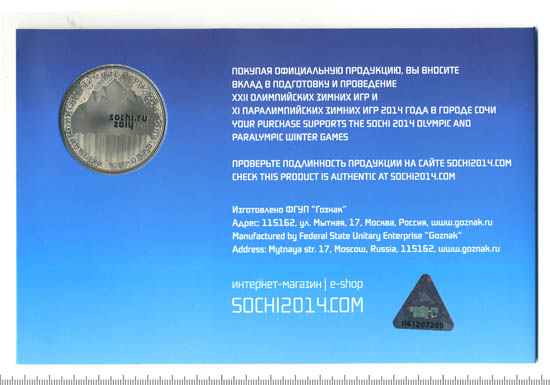 sochi.ru
2014
ПОКУПАЯ ОФИЦИАЛЬНУЮ ПРОДУКЦИЮ, ВЫ ВНОСИТЕ
ВКЛАД В ПОДГОТОВКУ И ПРОВЕДЕНИЕ
XXII ОЛИМПИЙСКИХ ЗИМНИХ ИГР И
XI ПАРАЛИМПИЙСКИХ ЗИМНИХ ИГР 2014 ГОДА В ГОРОДЕ СОЧИ
YOUR PURCHASE SUPPORTS THE SOCHI 2014 OLYMPIC AND
PARALYMPIC WINTER GAMES
ПРОВЕРЬТЕ ПОДЛИННОСТЬ ПРОДУКЦИИ НА САЙТЕ SOCHI2014.COM
CHECK THIS PRODUCT IS AUTHENTIC AT SOCHI2014.COM
Изготовлено ФГУП "Гознак"
Адрес: 115162, ул. Мытная, 17, Москва, Россия, www.goznak.ru
Manufactured by Federal State Unitary Enterprise "Goznak"
Address: Mytnaya str. 17, Moscow, Russia, 115162, www.goznak.ru
интернет-магазин | e-shop
SOCHI2014.COM
sochi.ru
2014